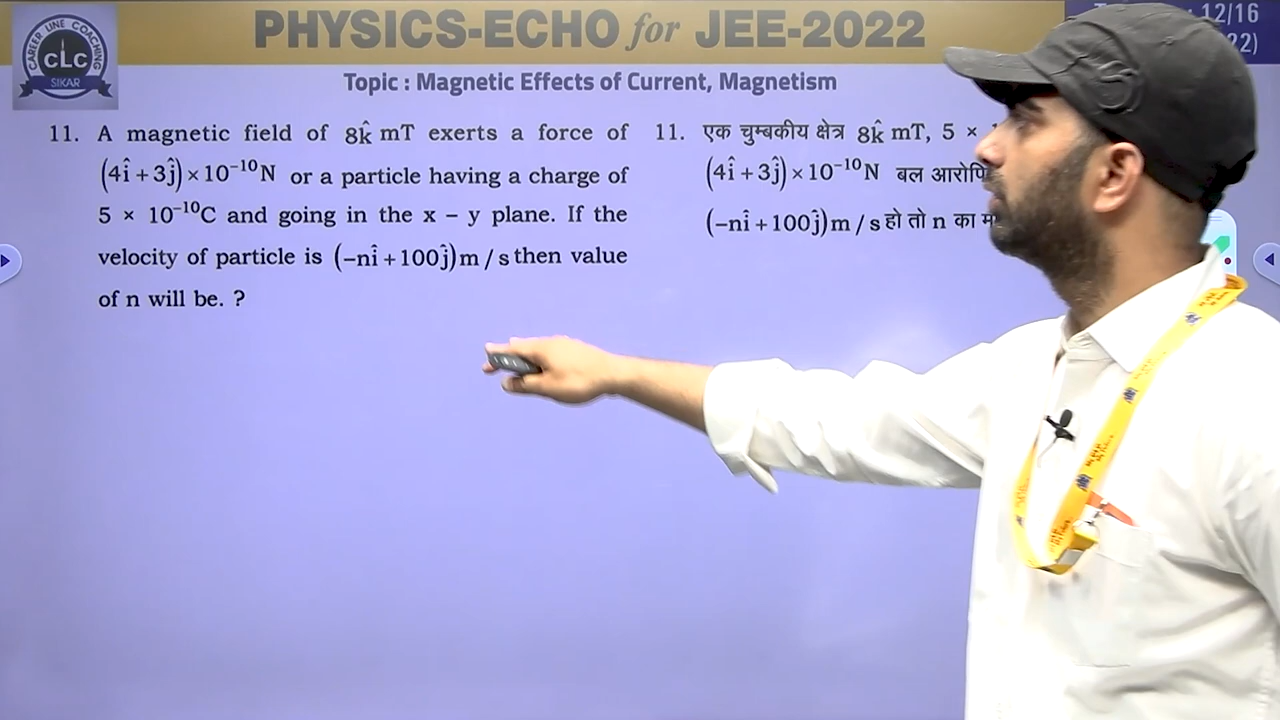 PHYSICS-ECHO for JEE-2022
12/16
22)
CAREER LINE COACHING
CLC
SIKAR
Topic : Magnetic Effects of Current, Magnetism
11. A magnetic field of 8k̂ mT exerts a force of
(4î + 3ĵ) × 10⁻¹⁰ N or a particle having a charge of
5 × 10⁻¹⁰C and going in the x – y plane. If the
velocity of particle is (–nî + 100ĵ) m / s then value
of n will be. ?
11. एक चुम्बकीय क्षेत्र 8k̂ mT, 5 ×
(4î + 3ĵ) × 10⁻¹⁰ N बल
(–nî + 100ĵ) m / s हो तो n का